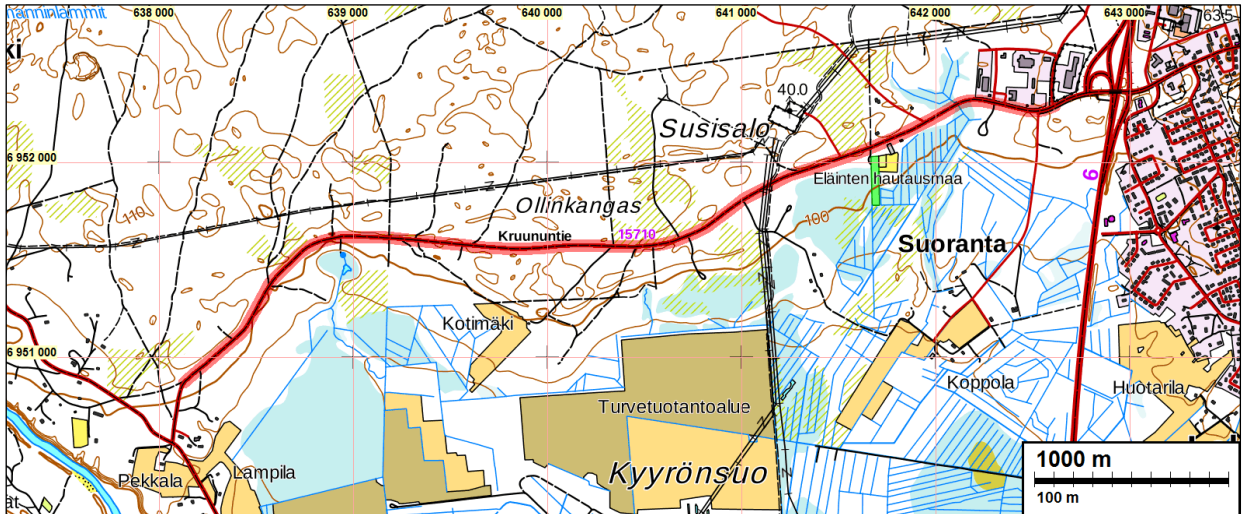 638 000
639 000
640 000
641 000
642 000
643 000
63.5
ki
40.0
Susisalo
6 952 000
Eläinten hautausmaa
6
110
Ollinkangas
100
Kruununtie
15710
Suoranta
Kotimäki
6 951 000
Koppola
Huotarila
Turvetuotantoalue
Pekkala
Lampila
Kyyrönsuo
1000 m
100 m
at